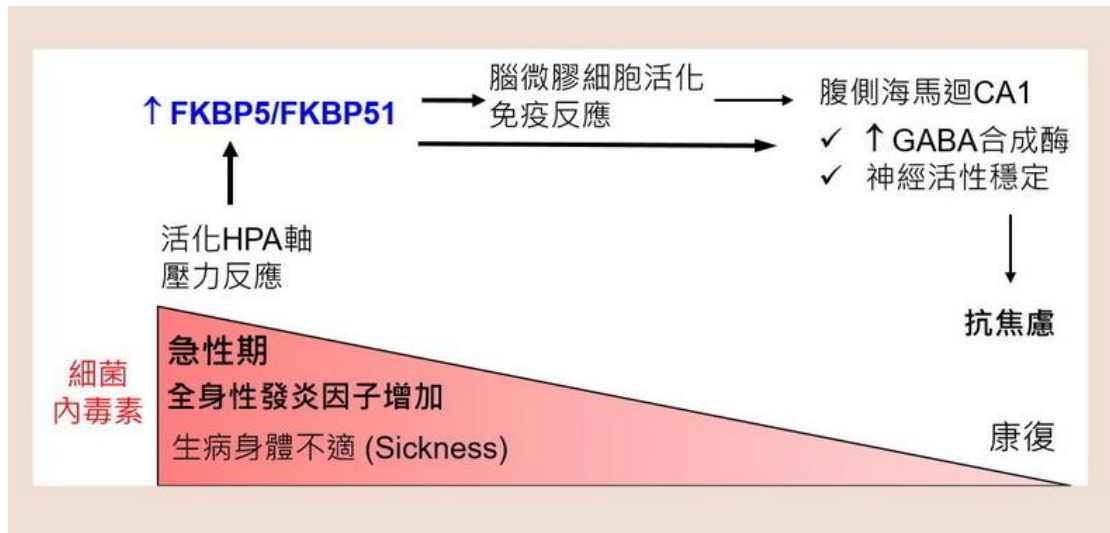 ↑ FKBP5/FKBP51
腦微膠細胞活化
免疫反應
腹側海馬迴CA1
✓ ↑GABA合成酶
✓ 神經活性穩定
活化HPA軸
壓力反應
抗焦慮
細菌
內毒素
急性期
全身性發炎因子增加
生病身體不適 (Sickness)
康復